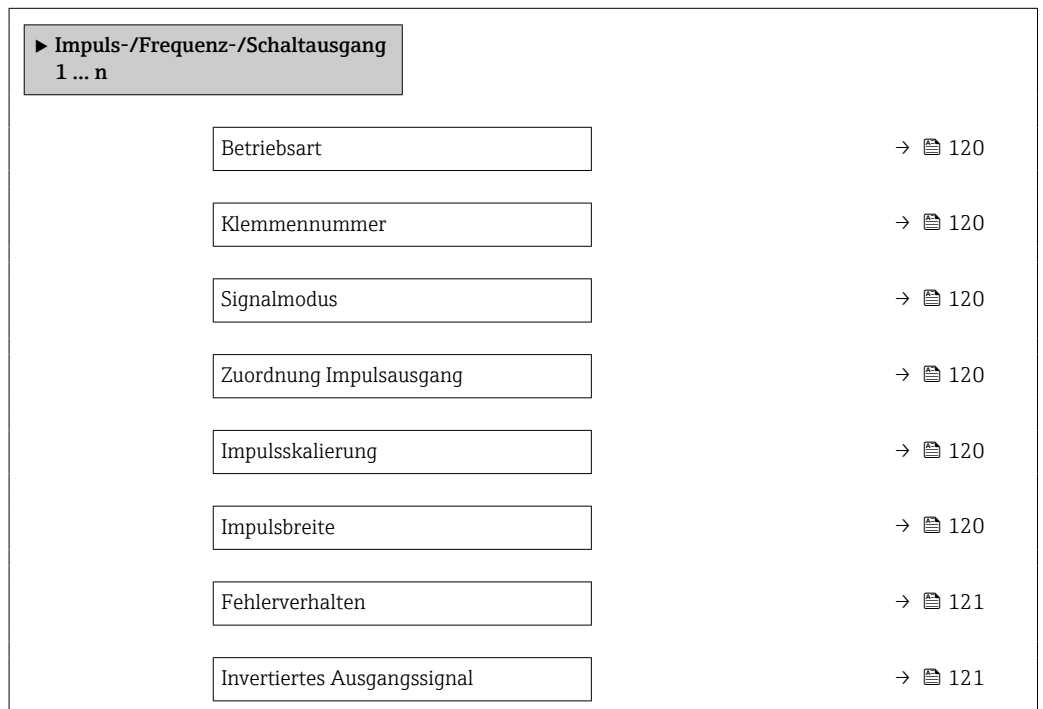 ▶ Impuls-/Frequenz-/Schaltausgang
1 ... n
Betriebsart → 120
Klemmennummer → 120
Signalmodus → 120
Zuordnung Impulsausgang → 120
Impulsskalierung → 120
Impulsbreite → 120
Fehlerverhalten → 121
Invertiertes Ausgangssignal → 121